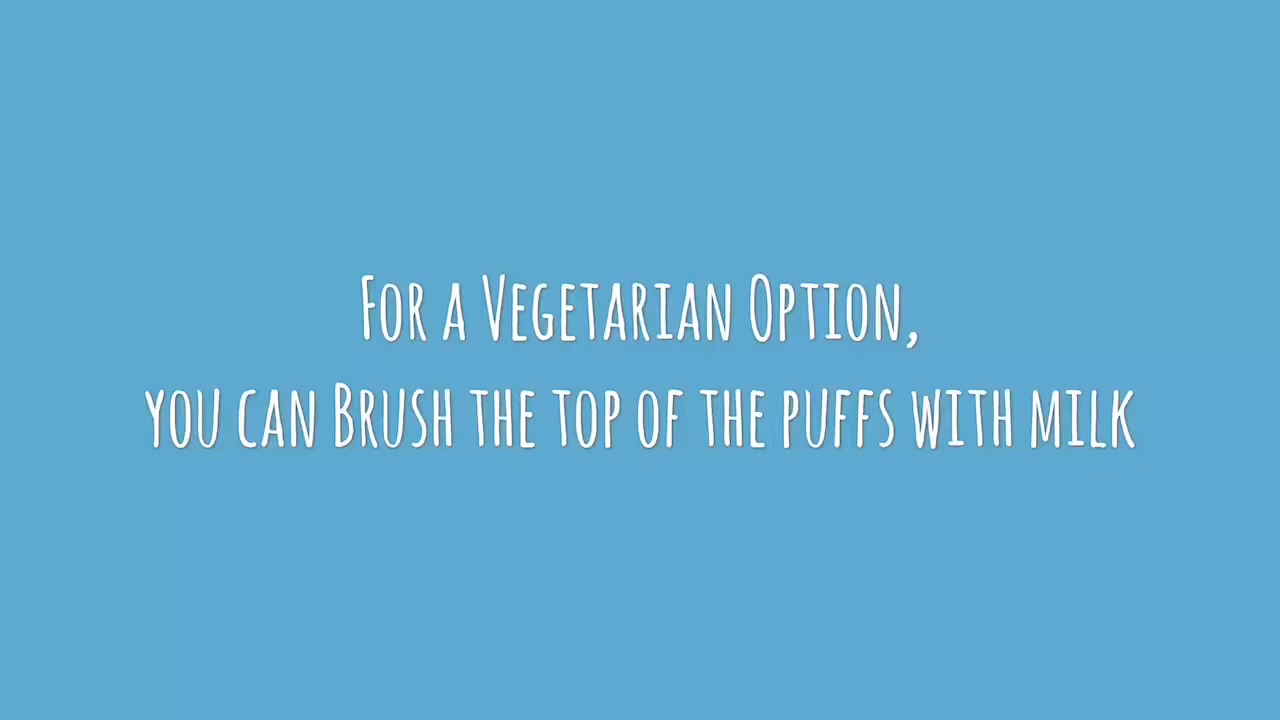 For a Vegetarian Option,
you can Brush the top of the puffs with milk